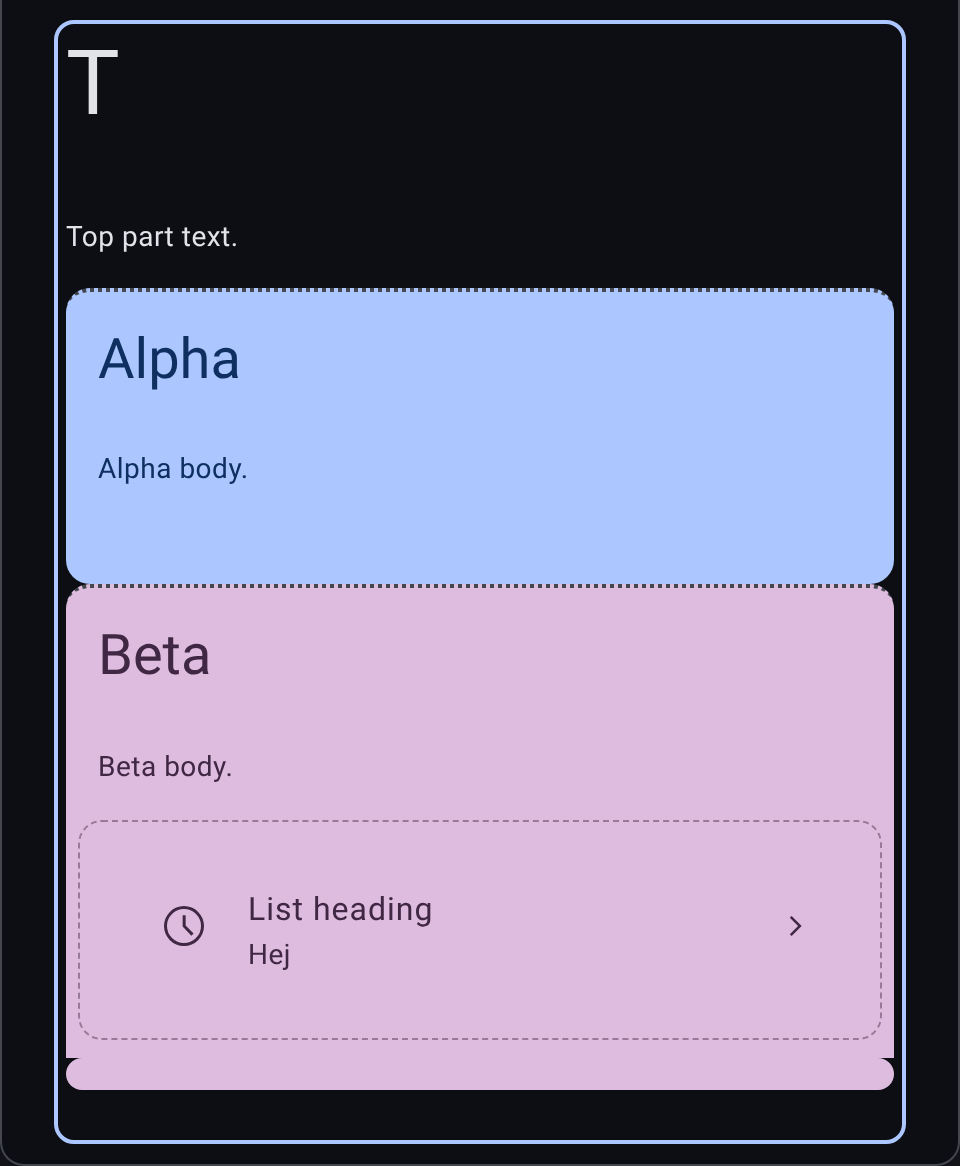 T
Top part text.
Alpha
Alpha body.
Beta
Beta body.
List heading
Hej